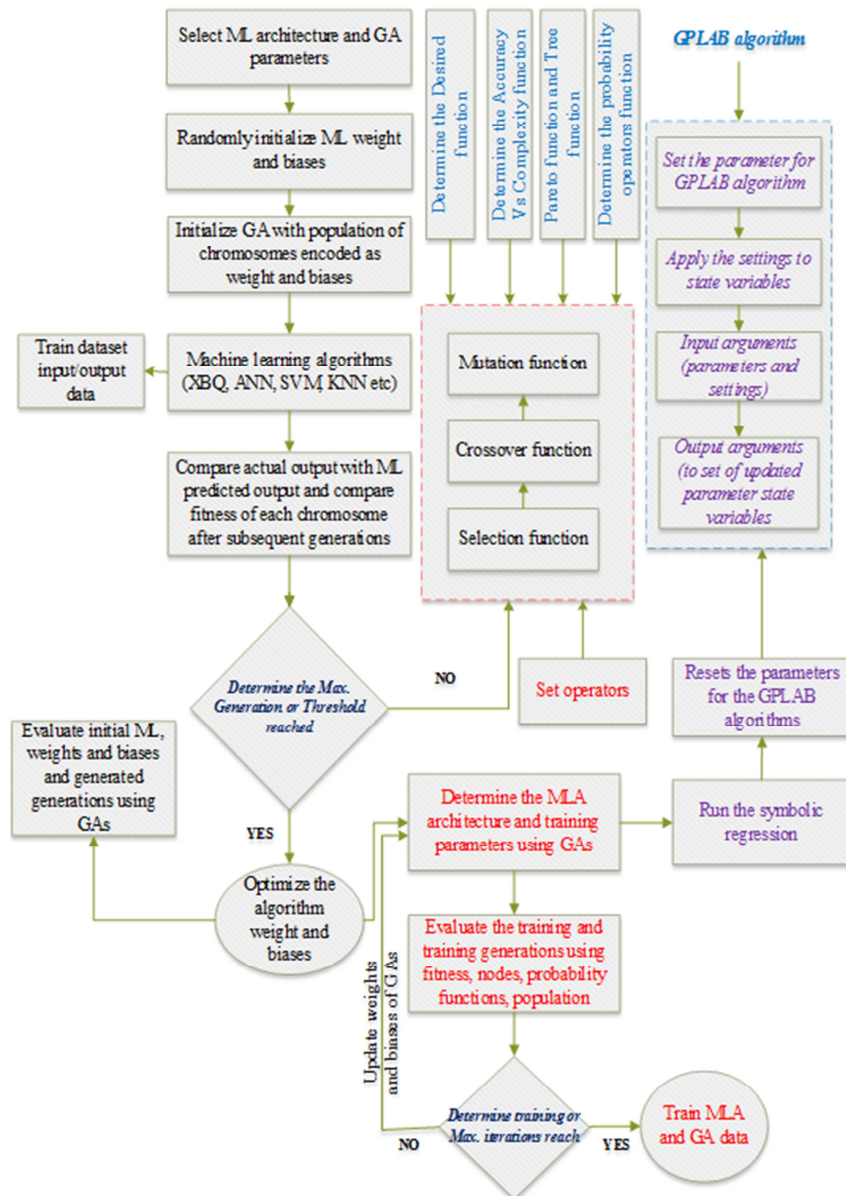 Select ML architecture and GA
parameters
Randomly initialize ML weight
and biases
Initialize GA with population of
chromosomes encoded as
weight and biases
Train dataset
input/output
data
Machine learning algorithms
(XBQ, ANN, SVM, KNN etc)
Compare actual output with ML
predicted output and compare
fitness of each chromosome
after subsequent generations
Determine the Max.
Generation or Threshold
reached
NO
YES
Evaluate initial ML,
weights and biases
and generated
generations using
GAs
Optimize the
algorithm
weight and
biases
Determine the Desired
function
Determine the Accuracy
Vs Complexity function
Pareto function and Tree
function
Determine the probability
operators function
Mutation function
Crossover function
Selection function
Set operators
GPLAB algorithm
Set the parameter for
GPLAB algorithm
Apply the settings to
state variables
Input arguments
(parameters and
settings)
Output arguments
(to set of updated
parameter state
variables
Resets the parameters
for the GPLAB
algorithms
Run the symbolic
regression
Determine the MLA
architecture and training
parameters using GAs
Evaluate the training and
training generations using
fitness, nodes, probability
functions, population
Update weights
and biases of GAs
Determine training or
Max. iterations reach
NO
YES
Train MLA
and GA data